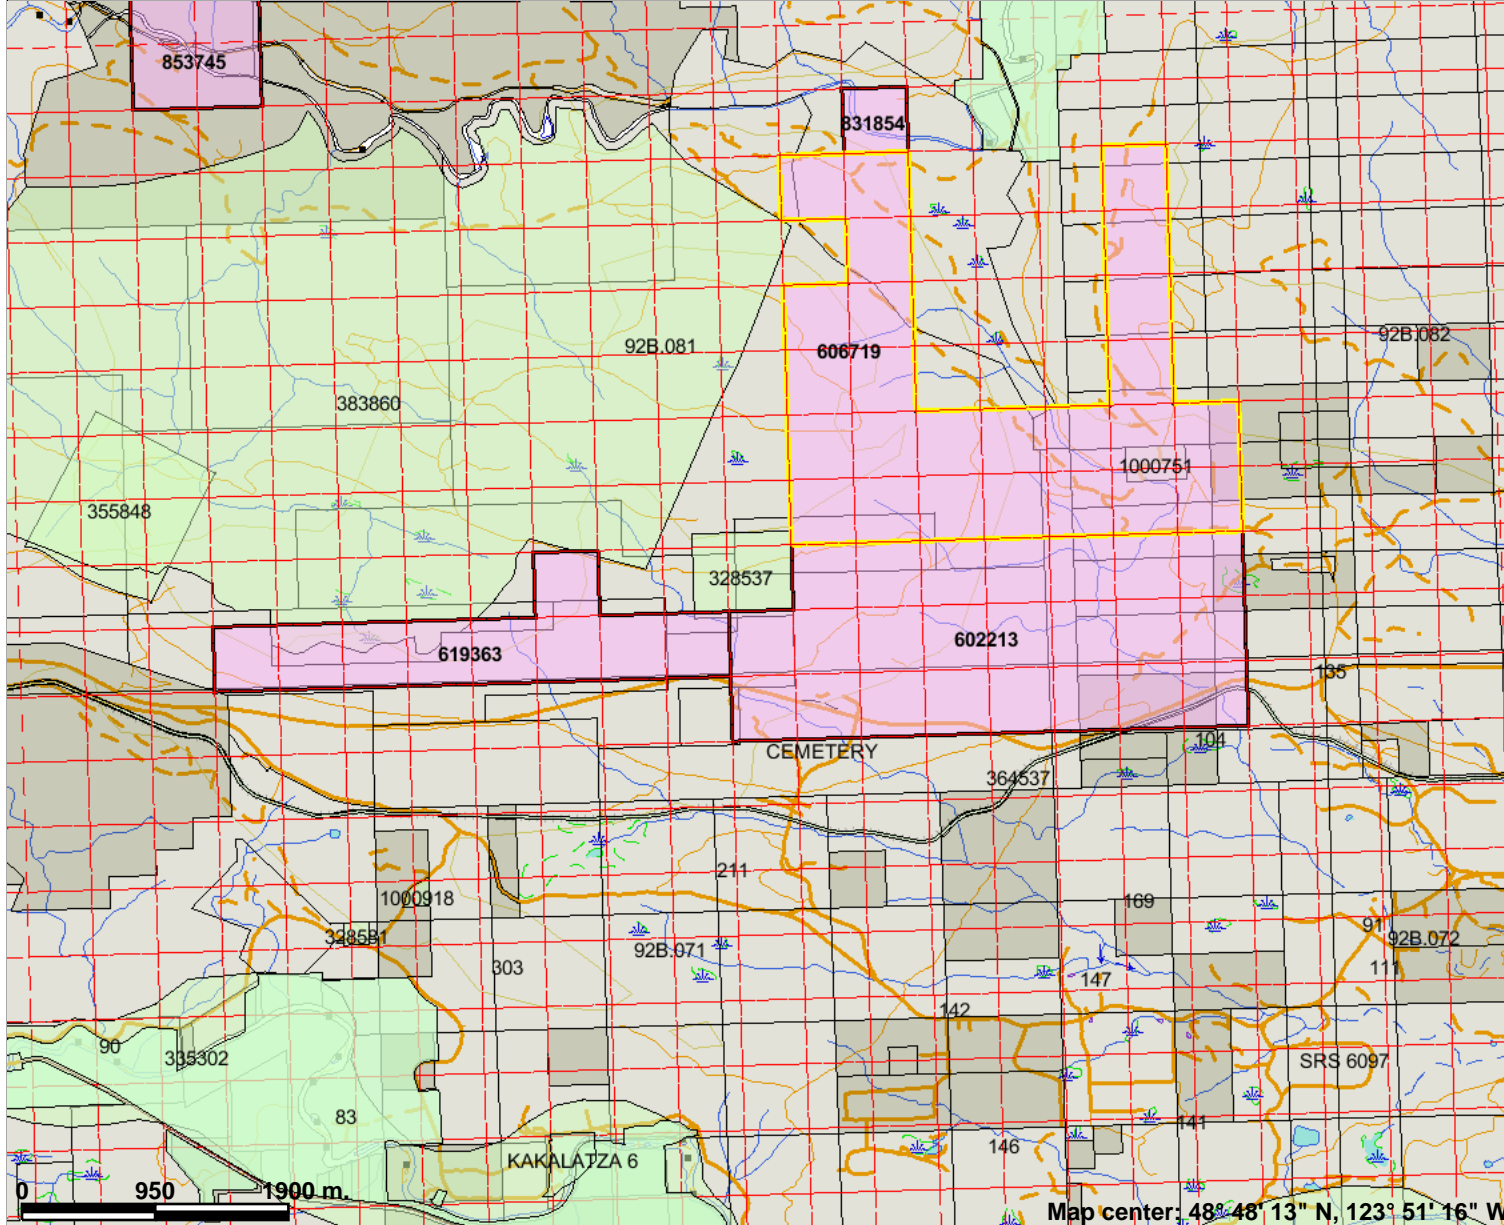 853745
831854
92B.082
92B.081
606719
383860
1000751
355848
328537
602213
619363
135
104
CEMETERY
364537
211
1000918
169
91
328581
92B.072
92B.071
303
111
147
142
90
335302
SRS 6097
83
141
146
KAKALATZA 6
0 950 1900 m.
Map center: 48° 48' 13" N, 123° 51' 16" W